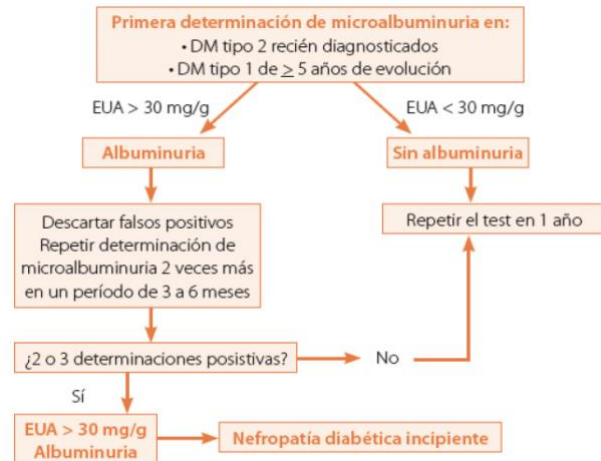 Primera determinación de microalbuminuria en:
• DM tipo 2 recién diagnosticados
• DM tipo 1 de ≥ 5 años de evolución
EUA > 30 mg/g
EUA < 30 mg/g
Albuminuria
Sin albuminuria
Descartar falsos positivos
Repetir determinación de
microalbuminuria 2 veces más
en un período de 3 a 6 meses
Repetir el test en 1 año
¿2 o 3 determinaciones posistivas?
No
Sí
EUA > 30 mg/g
Albuminuria
Nefropatía diabética incipiente